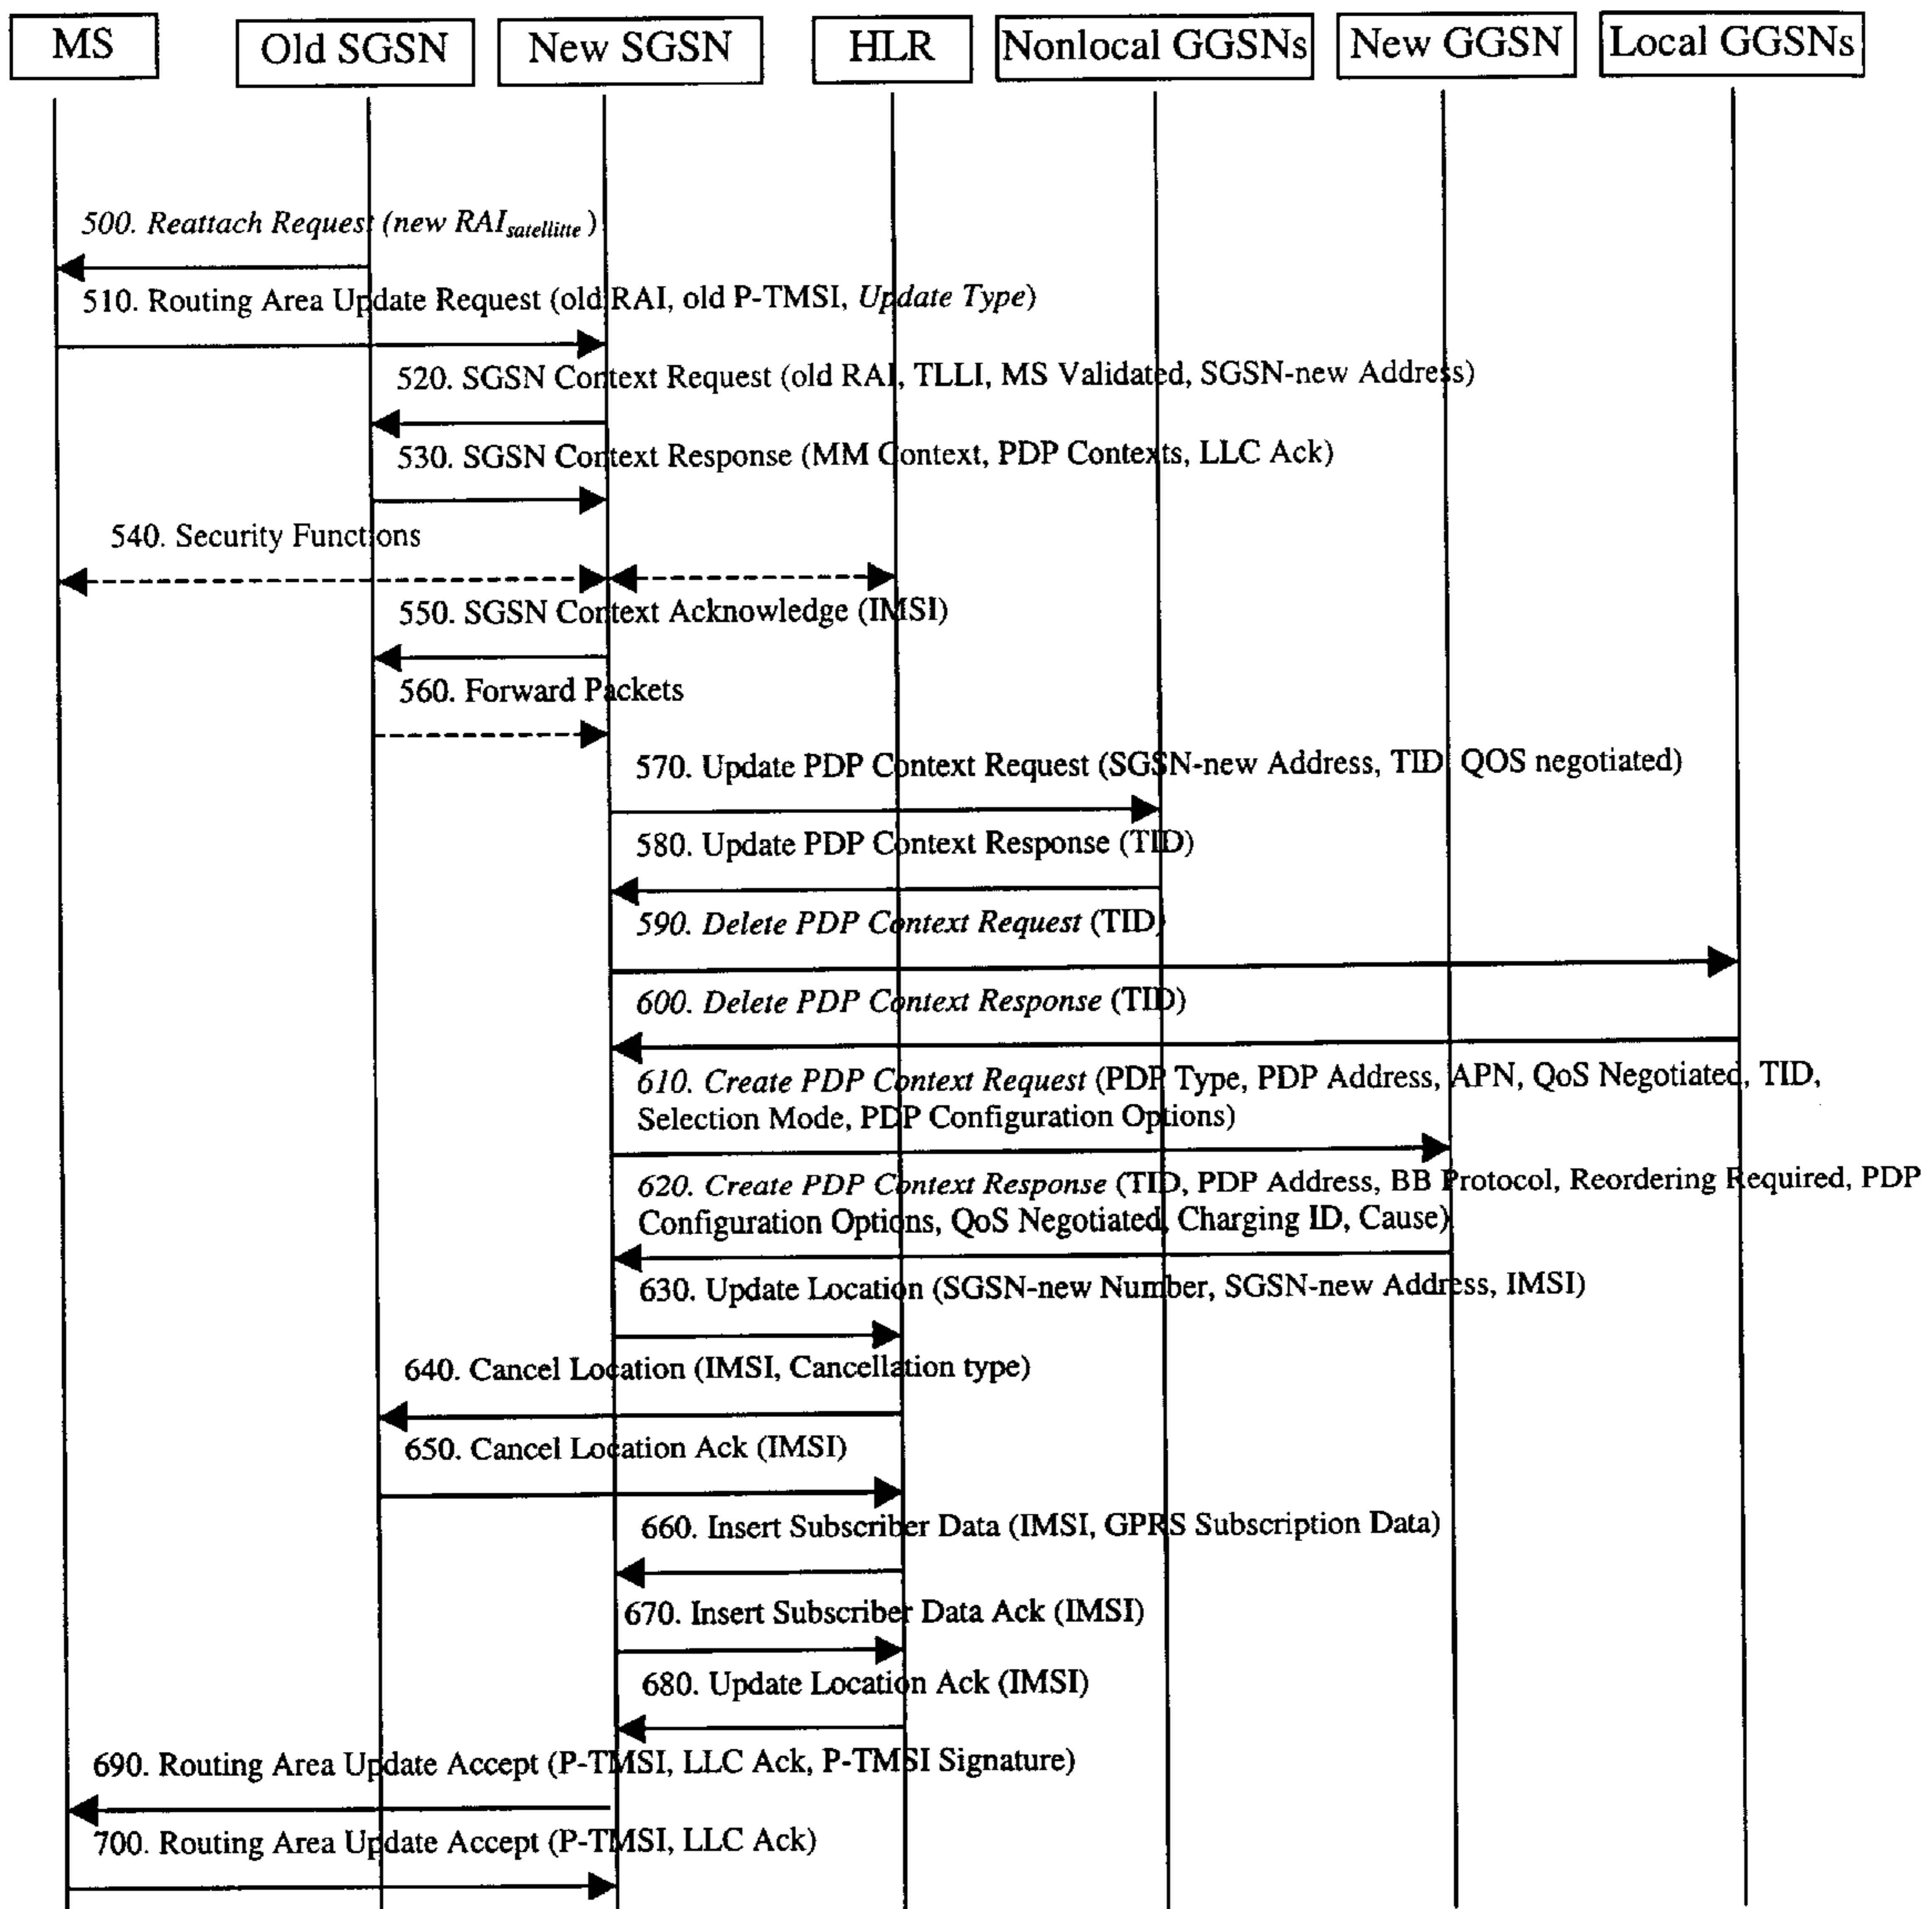 MS
Old SGSN
New SGSN
HLR
Nonlocal GGSNs
New GGSN
Local GGSNs
500. Reattach Request (new RAIsatellitte )
510. Routing Area Update Request (old RAI, old P-TMSI, Update Type)
520. SGSN Context Request (old RAI, TLLI, MS Validated, SGSN-new Address)
530. SGSN Context Response (MM Context, PDP Contexts, LLC Ack)
540. Security Functions
550. SGSN Context Acknowledge (IMSI)
560. Forward Packets
570. Update PDP Context Request (SGSN-new Address, TID, QOS negotiated)
580. Update PDP Context Response (TID)
590. Delete PDP Context Request (TID)
600. Delete PDP Context Response (TID)
610. Create PDP Context Request (PDP Type, PDP Address, APN, QoS Negotiated, TID,
Selection Mode, PDP Configuration Options)
620. Create PDP Context Response (TID, PDP Address, BB Protocol, Reordering Required, PDP
Configuration Options, QoS Negotiated, Charging ID, Cause)
630. Update Location (SGSN-new Number, SGSN-new Address, IMSI)
640. Cancel Location (IMSI, Cancellation type)
650. Cancel Location Ack (IMSI)
660. Insert Subscriber Data (IMSI, GPRS Subscription Data)
670. Insert Subscriber Data Ack (IMSI)
680. Update Location Ack (IMSI)
690. Routing Area Update Accept (P-TMSI, LLC Ack, P-TMSI Signature)
700. Routing Area Update Accept (P-TMSI, LLC Ack)